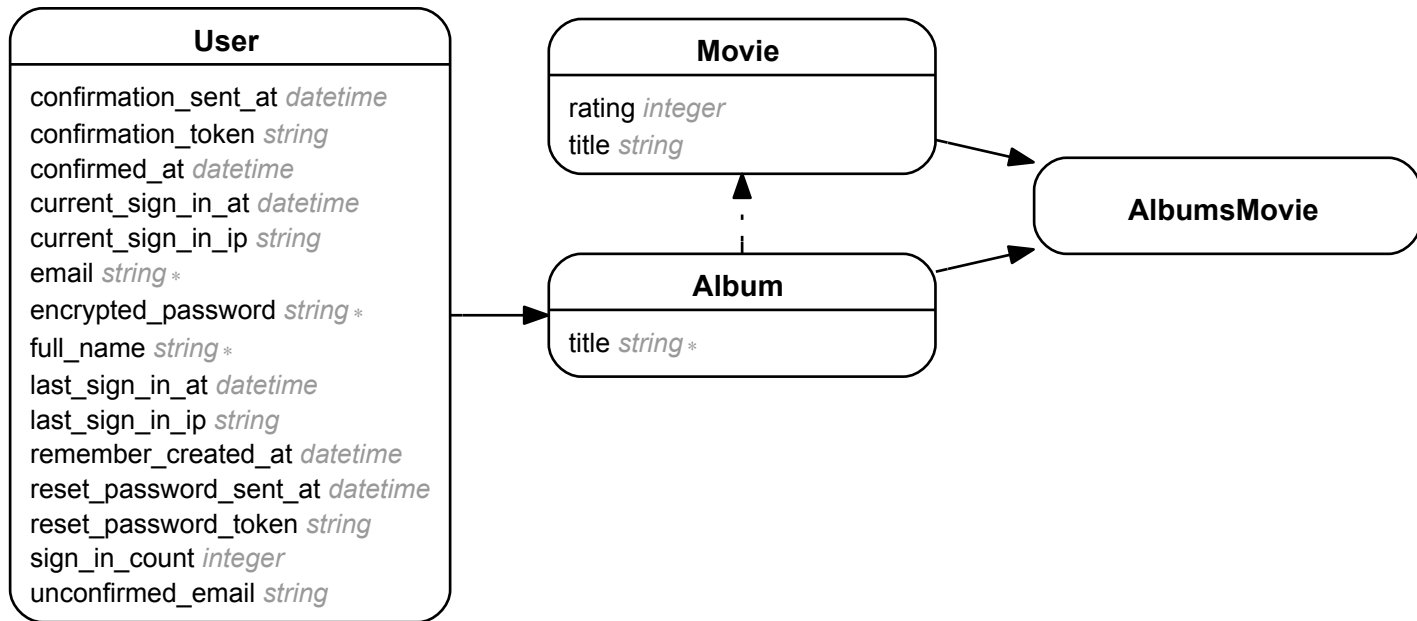 User
confirmation_sent_at datetime
confirmation_token string
confirmed_at datetime
current_sign_in_at datetime
current_sign_in_ip string
email string *
encrypted_password string *
full_name string *
last_sign_in_at datetime
last_sign_in_ip string
remember_created_at datetime
reset_password_sent_at datetime
reset_password_token string
sign_in_count integer
unconfirmed_email string
Movie
rating integer
title string
Album
title string *
AlbumsMovie